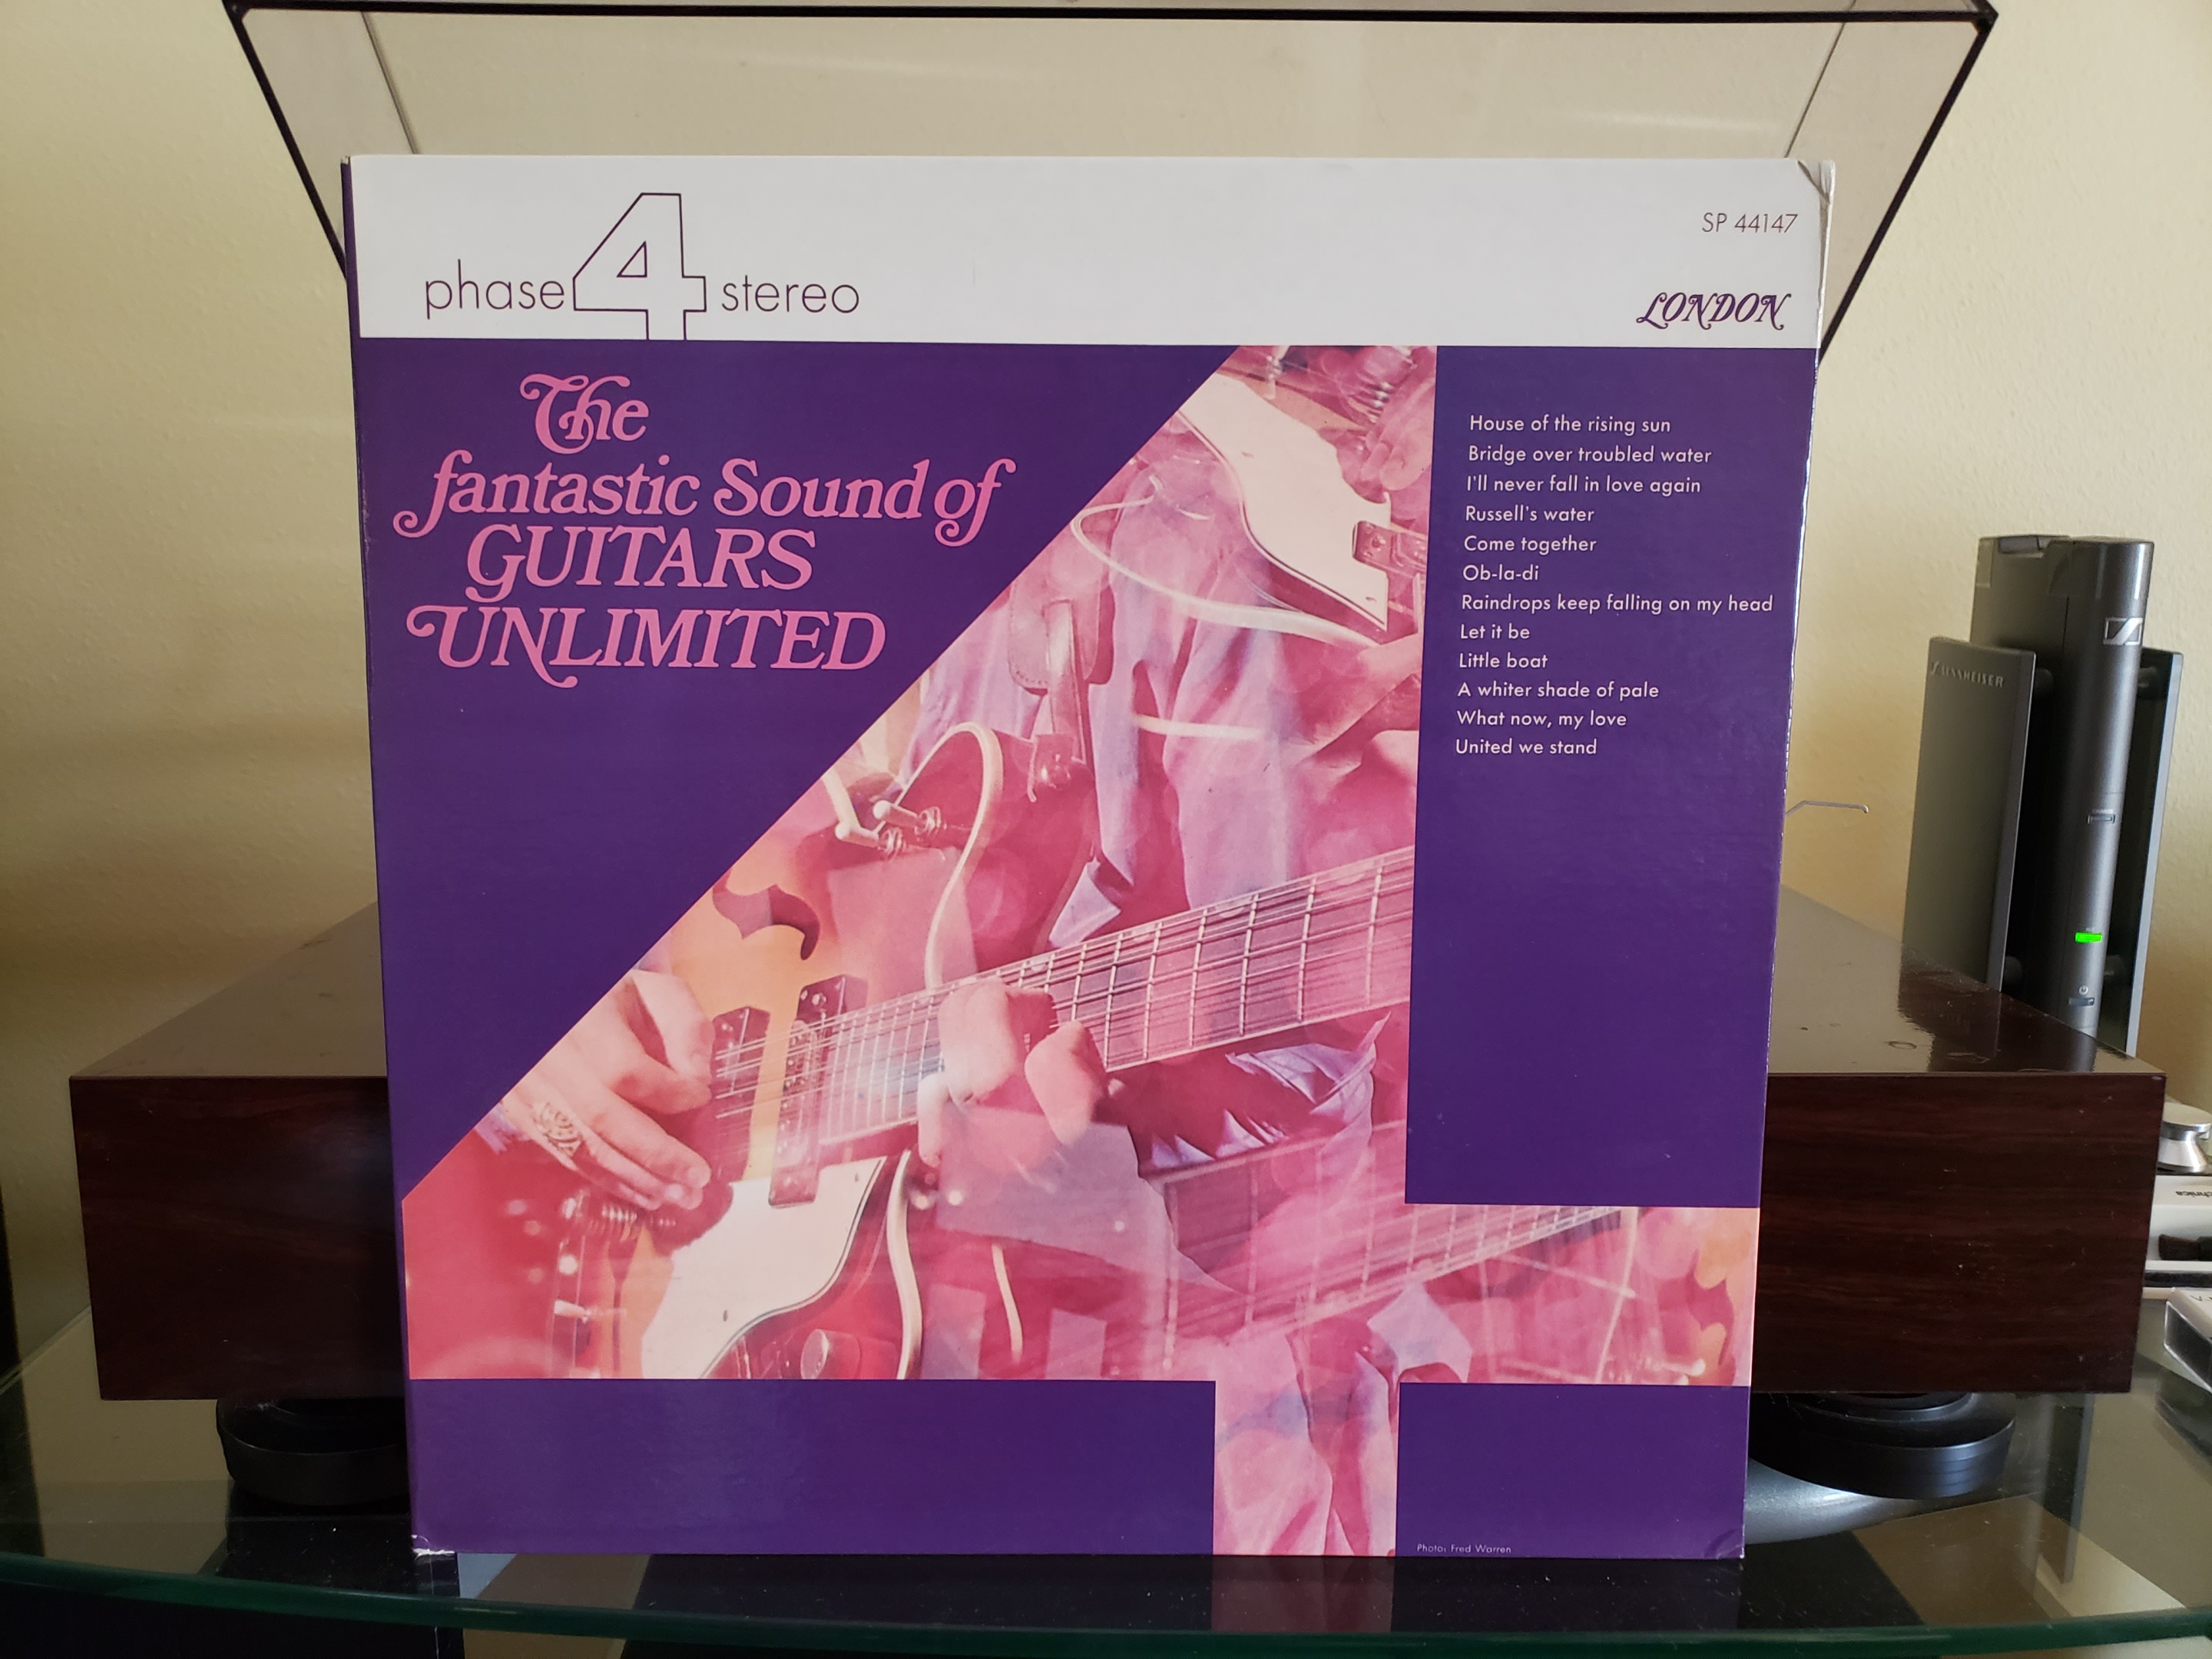 phase 4 stereo
SP 44147
LONDON
The
fantastic Sound of
GUITARS
UNLIMITED
House of the rising sun
Bridge over troubled water
I'll never fall in love again
Russell's water
Come together
Ob-la-di
Raindrops keep falling on my head
Let it be
Little boat
A whiter shade of pale
What now, my love
United we stand
Photo: Fred Warren
SENNHEISER